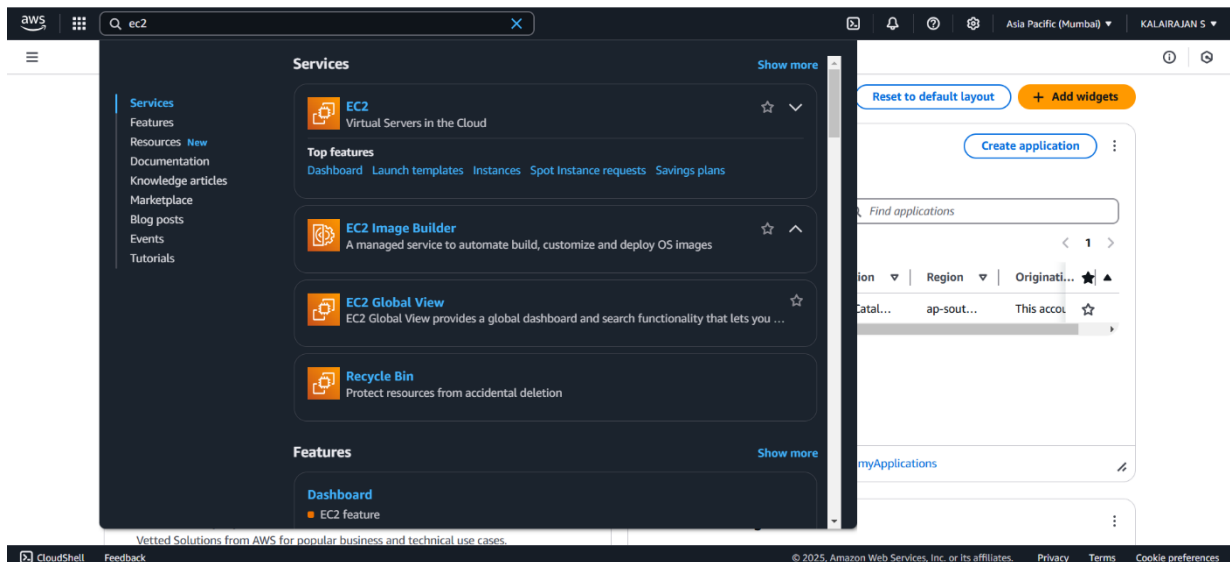 aws
ec2
Asia Pacific (Mumbai) ▼
KALAIRAJAN S ▼
Services
Features
Resources New
Documentation
Knowledge articles
Marketplace
Blog posts
Events
Tutorials
Services
Show more
EC2
Virtual Servers in the Cloud
Top features
Dashboard Launch templates Instances Spot Instance requests Savings plans
EC2 Image Builder
A managed service to automate build, customize and deploy OS images
EC2 Global View
EC2 Global View provides a global dashboard and search functionality that lets you ...
Recycle Bin
Protect resources from accidental deletion
Features
Show more
Dashboard
EC2 feature
Reset to default layout
+ Add widgets
Create application
Find applications
1
ion Region Originati...
Catal... ap-sout... This accou
myApplications
Vetted Solutions from AWS for popular business and technical use cases.
CloudShell Feedback
© 2025, Amazon Web Services, Inc. or its affiliates. Privacy Terms Cookie preferences